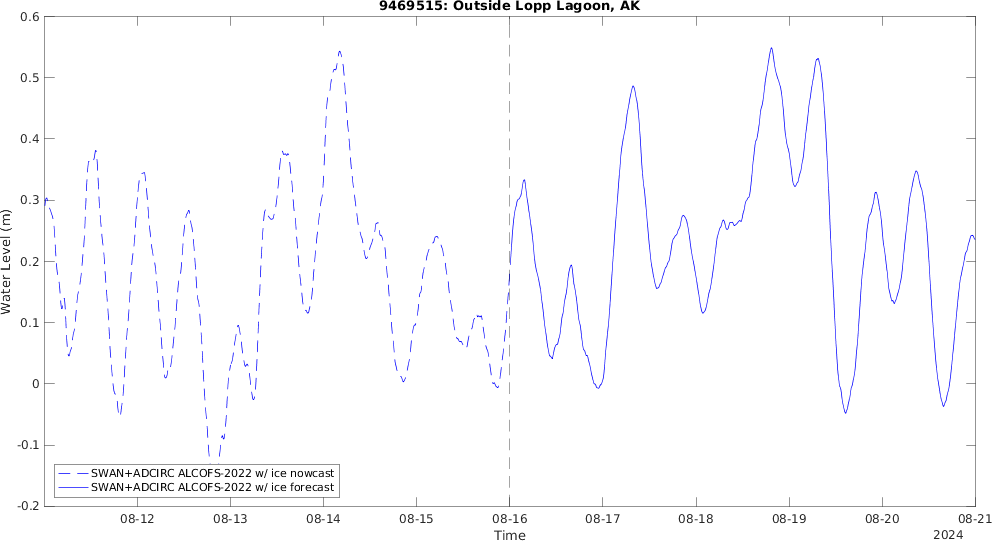 9469515: Outside Lopp Lagoon, AK
0.6
0.5
0.4
0.3
0.2
0.1
0
-0.1
-0.2
Water Level (m)
SWAN+ADCIRC ALCOFS-2022 w/ ice nowcast
SWAN+ADCIRC ALCOFS-2022 w/ ice forecast
08-12 08-13 08-14 08-15 08-16 08-17 08-18 08-19 08-20 08-21
Time
2024